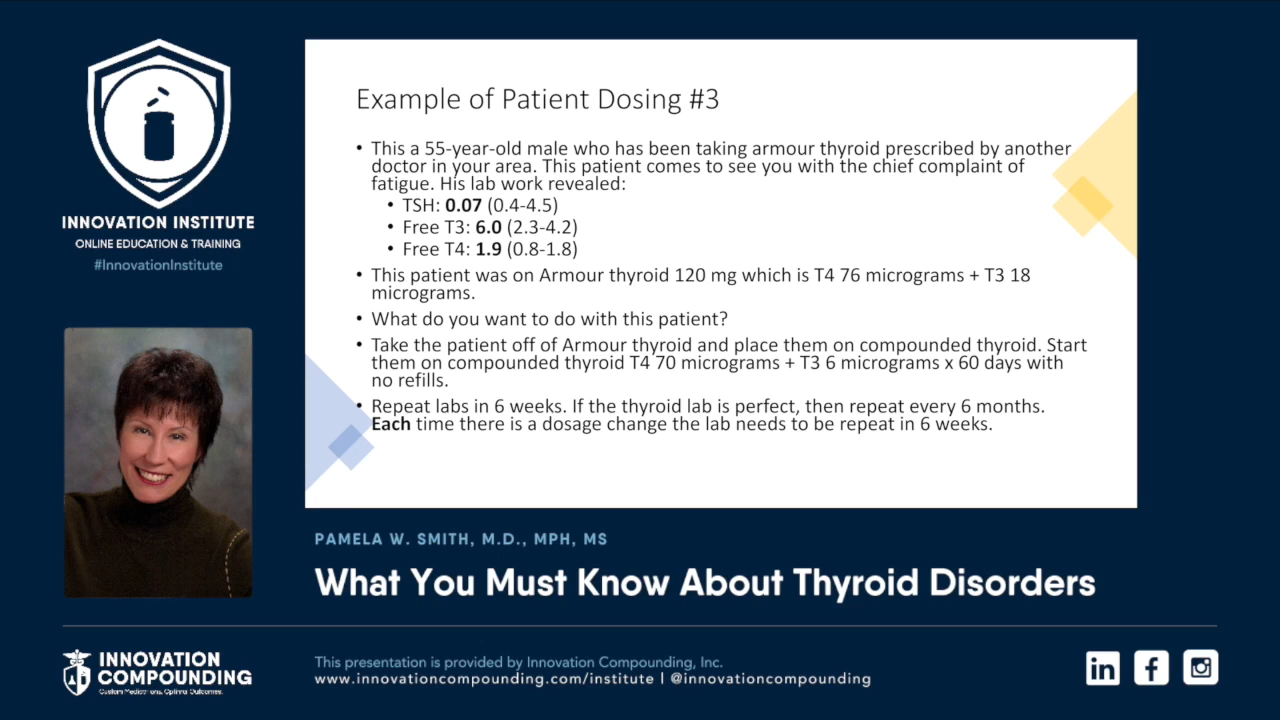 INNOVATION INSTITUTE
ONLINE EDUCATION & TRAINING
#InnovationInstitute
Example of Patient Dosing #3
• This a 55-year-old male who has been taking armour thyroid prescribed by another
doctor in your area. This patient comes to see you with the chief complaint of
fatigue. His lab work revealed:
• TSH: 0.07 (0.4-4.5)
• Free T3: 6.0 (2.3-4.2)
• Free T4: 1.9 (0.8-1.8)
• This patient was on Armour thyroid 120 mg which is T4 76 micrograms + T3 18
micrograms.
• What do you want to do with this patient?
• Take the patient off of Armour thyroid and place them on compounded thyroid. Start
them on compounded thyroid T4 70 micrograms + T3 6 micrograms x 60 days with
no refills.
• Repeat labs in 6 weeks. If the thyroid lab is perfect, then repeat every 6 months.
Each time there is a dosage change the lab needs to be repeat in 6 weeks.
PAMELA W. SMITH, M.D., MPH, MS
What You Must Know About Thyroid Disorders
INNOVATION
COMPOUNDING
Custom Medications. Optimal Outcomes.
This presentation is provided by Innovation Compounding, Inc.
www.innovationcompounding.com/institute | @innovationcompounding
in
f